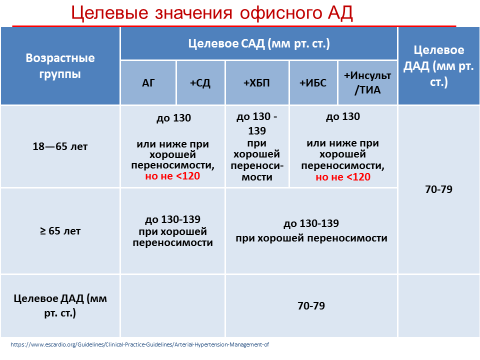 Целевые значения офисного АД
Возрастные
группы
Целевое САД (мм рт. ст.)
Целевое
ДАД (мм рт.
ст.)
АГ
+СД
+ХБП
+ИБС
+Инсульт
/ТИА
18—65 лет
до 130
или ниже при
хорошей
переносимости,
но не <120
до 130 -
139
при
хорошей
переноси-
мости
до 130
или ниже при
хорошей
переносимости,
но не <120
70-79
≥ 65 лет
до 130-139
при хорошей
переносимости
до 130-139
при хорошей переносимости
Целевое ДАД (мм
рт. ст.)
70-79
https://www.escardio.org/Guidelines/Clinical-Practice-Guidelines/Arterial-Hypertension-Management-of